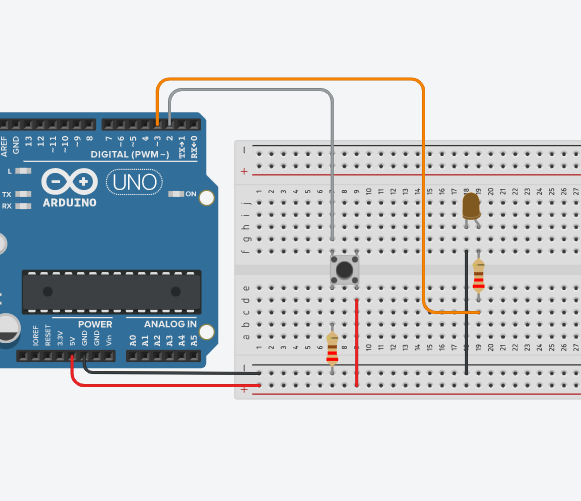 AREF
GND
13
12
~11
~10
~9
8
7
~6
~5
4
~3
2
TX→1
RX←0
DIGITAL (PWM~)
L
TX
RX
ARDUINO
UNO
ON
POWER
ANALOG IN
IOREF
RESET
3.3V
5V
GND
GND
Vin
A0
A1
A2
A3
A4
A5
1 2 3 4 5 6 7 8 9 10 11 12 13 14 15 16 17 18 19 20 21 22 23 24 25 26 27
j
i
h
g
f
e
d
c
b
a
1 2 3 4 5 6 7 8 9 10 11 12 13 14 15 16 17 18 19 20 21 22 23 24 25 26 27